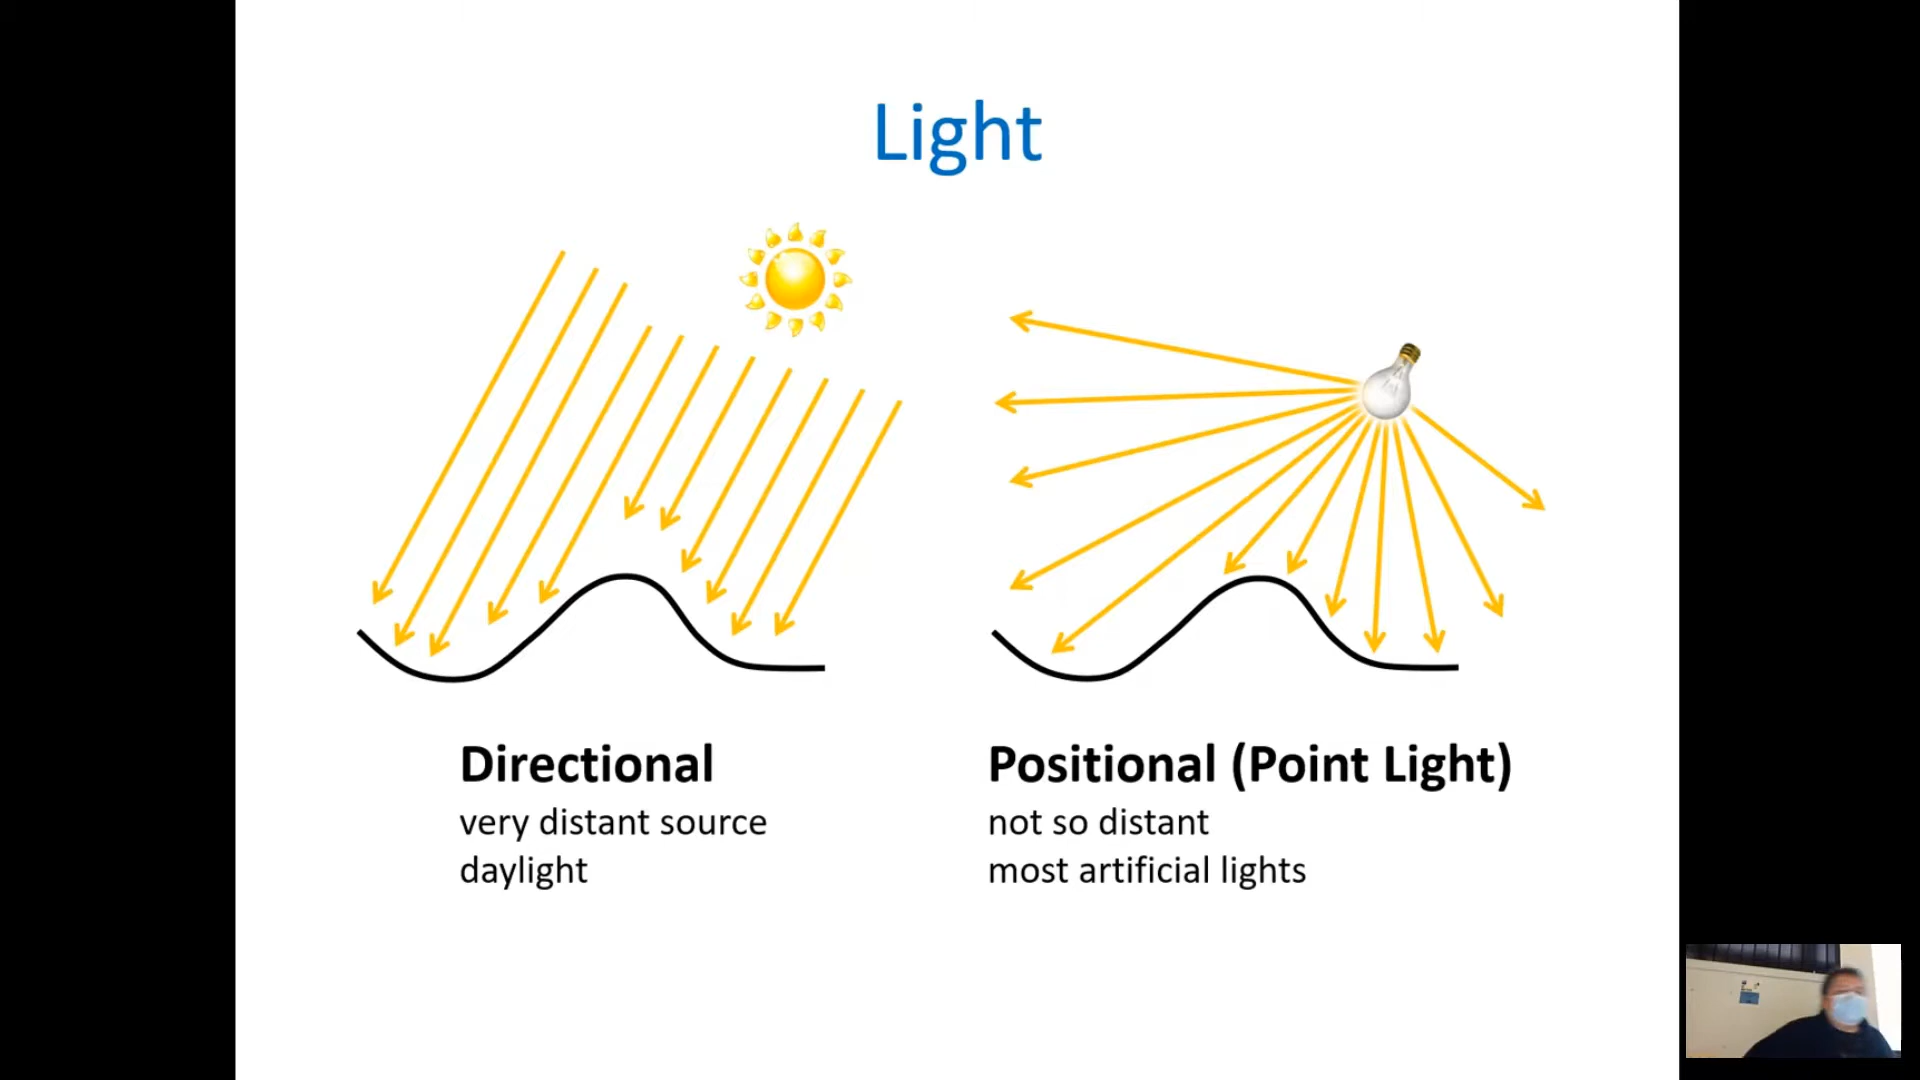 Light
Directional
very distant source
daylight
Positional (Point Light)
not so distant
most artificial lights